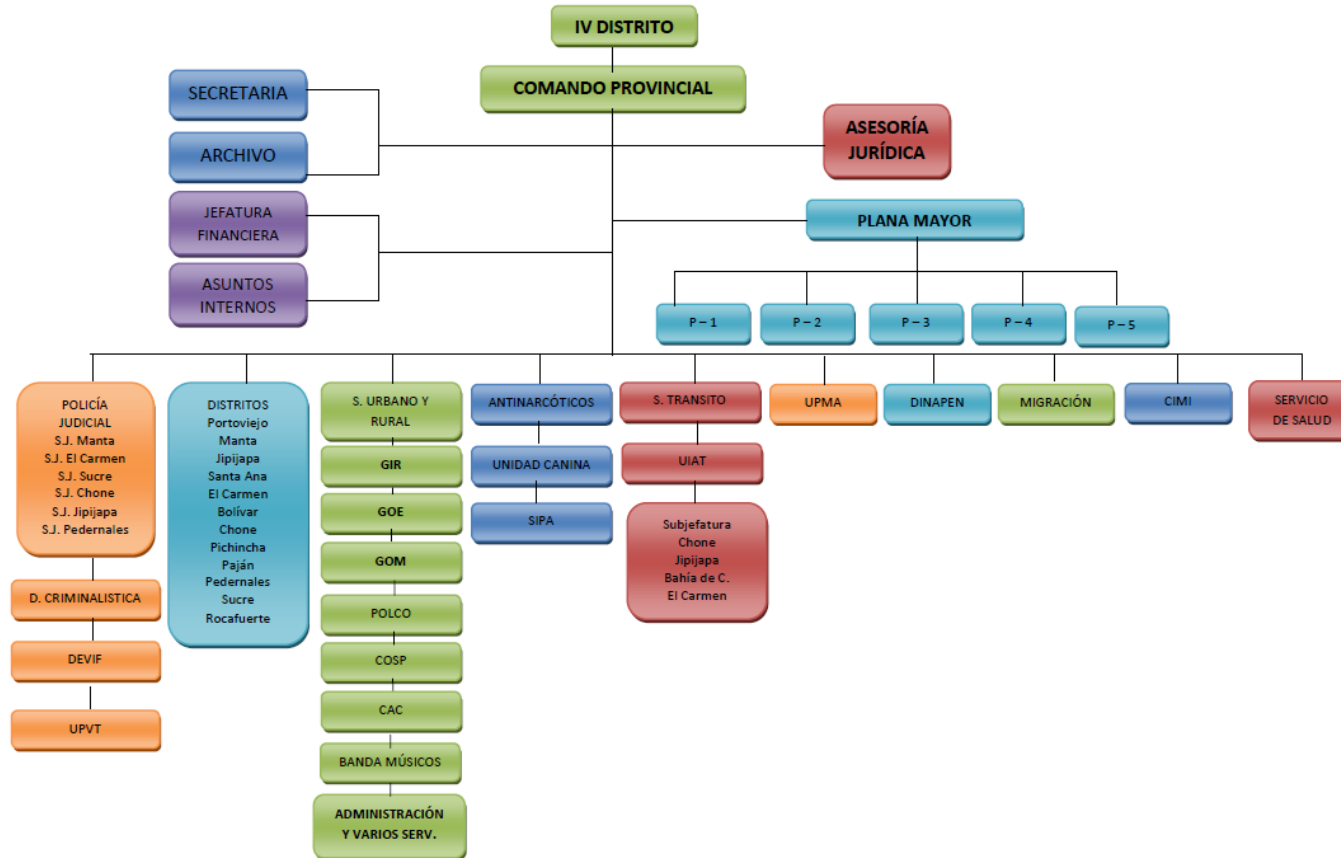 IV DISTRITO
COMANDO PROVINCIAL
SECRETARIA
ARCHIVO
ASESORÍA
JURÍDICA
JEFATURA
FINANCIERA
ASUNTOS
INTERNOS
PLANA MAYOR
P – 1
P – 2
P – 3
P – 4
P – 5
POLICÍA
JUDICIAL
S.J. Manta
S.J. El Carmen
S.J. Sucre
S.J. Chone
S.J. Jipijapa
S.J. Pedernales
D. CRIMINALISTICA
DEVIF
UPVT
DISTRITOS
Portoviejo
Manta
Jipijapa
Santa Ana
El Carmen
Bolívar
Chone
Pichincha
Paján
Pedernales
Sucre
Rocafuerte
S. URBANO Y
RURAL
GIR
GOE
GOM
POLCO
COSP
CAC
BANDA MÚSICOS
ADMINISTRACIÓN
Y VARIOS SERV.
ANTINARCÓTICOS
UNIDAD CANINA
SIPA
S. TRANSITO
UIAT
Subjefatura
Chone
Jipijapa
Bahía de C.
El Carmen
UPMA
DINAPEN
MIGRACIÓN
CIMI
SERVICIO
DE SALUD